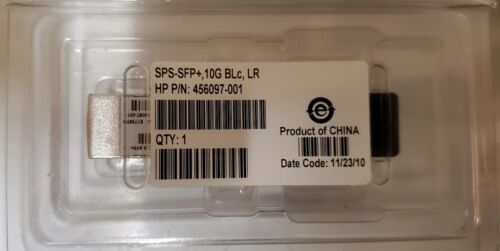 SPS-SFP+,10G BLc, LR
HP P/N: 456097-001
QTY: 1
Product of CHINA
Date Code: 11/23/10